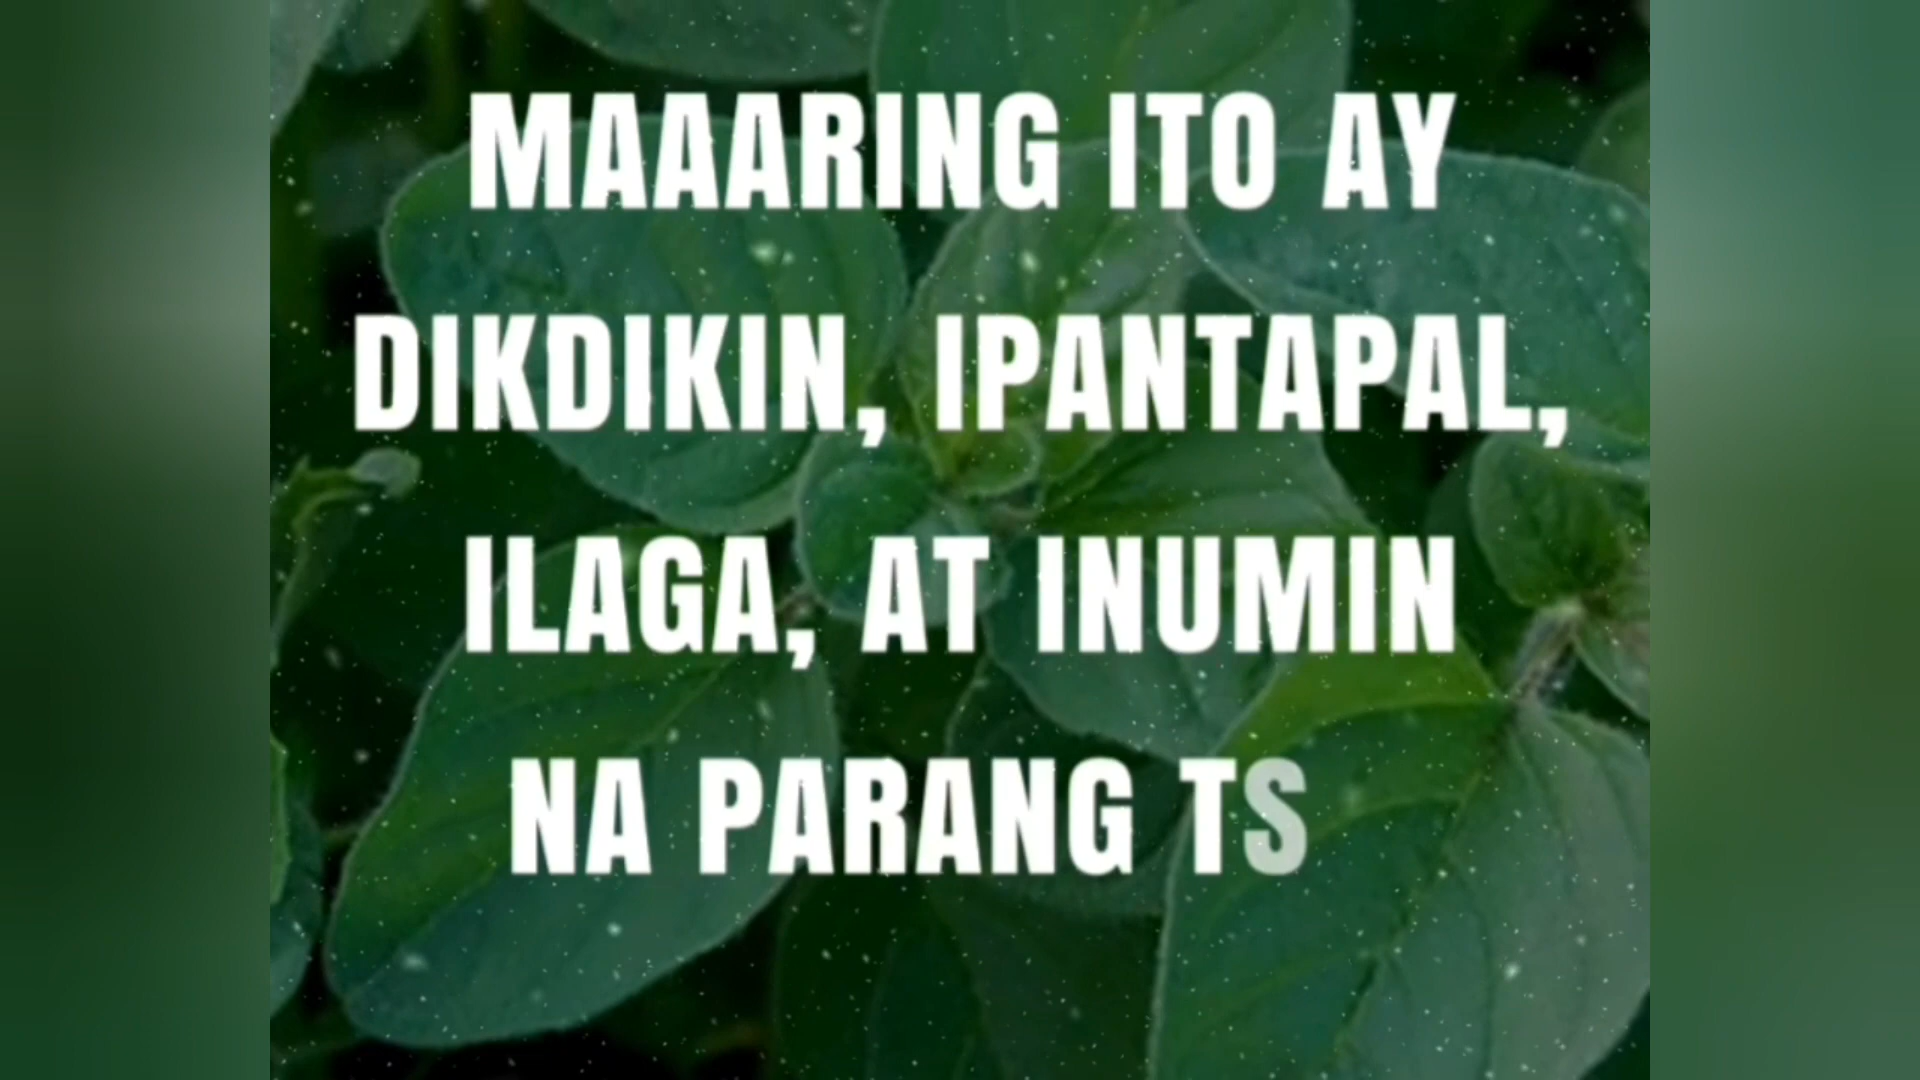 MAAARING ITO AY
DIKDIKIN, IPANTAPAL,
ILAGA, AT INUMIN
NA PARANG TS